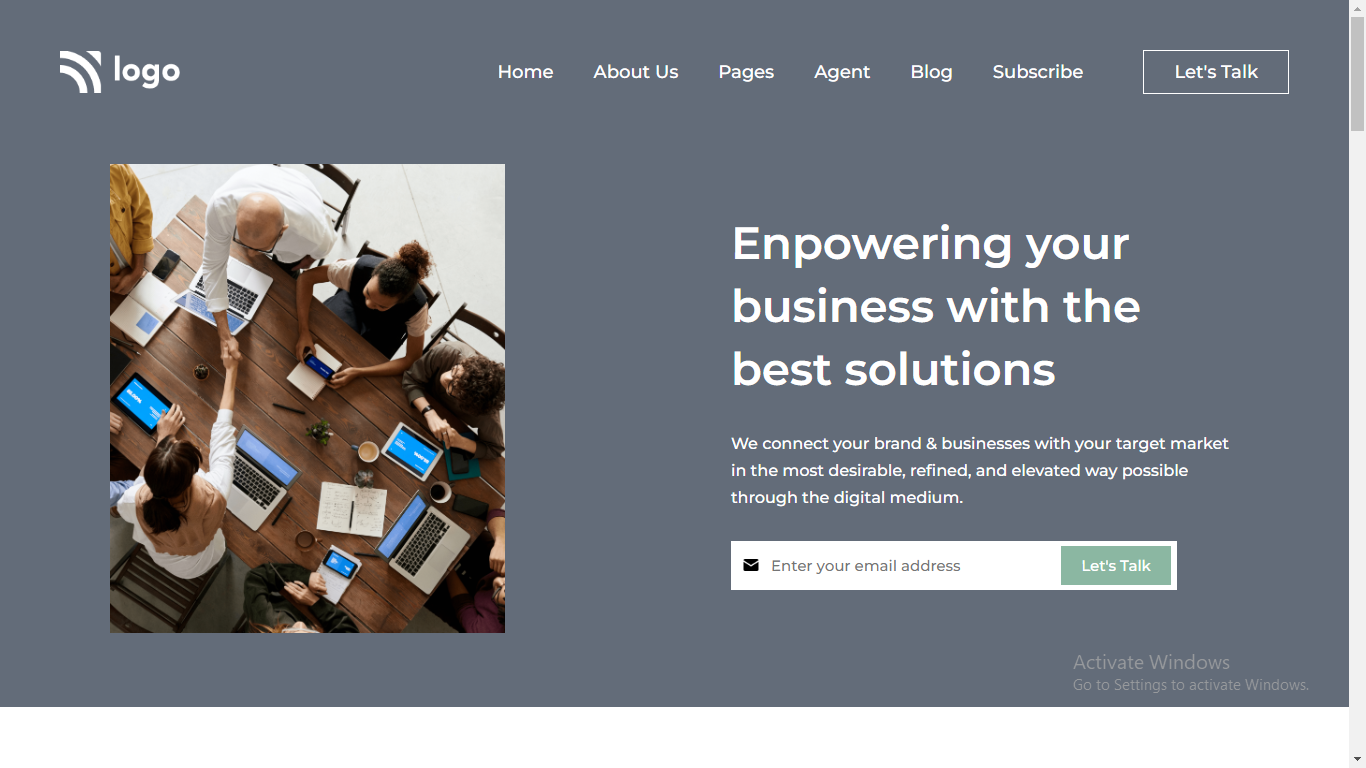 logo
Home About Us Pages Agent Blog Subscribe Let's Talk
Enpowering your
business with the
best solutions
We connect your brand & businesses with your target market
in the most desirable, refined, and elevated way possible
through the digital medium.
Enter your email address Let's Talk
Activate Windows
Go to Settings to activate Windows.